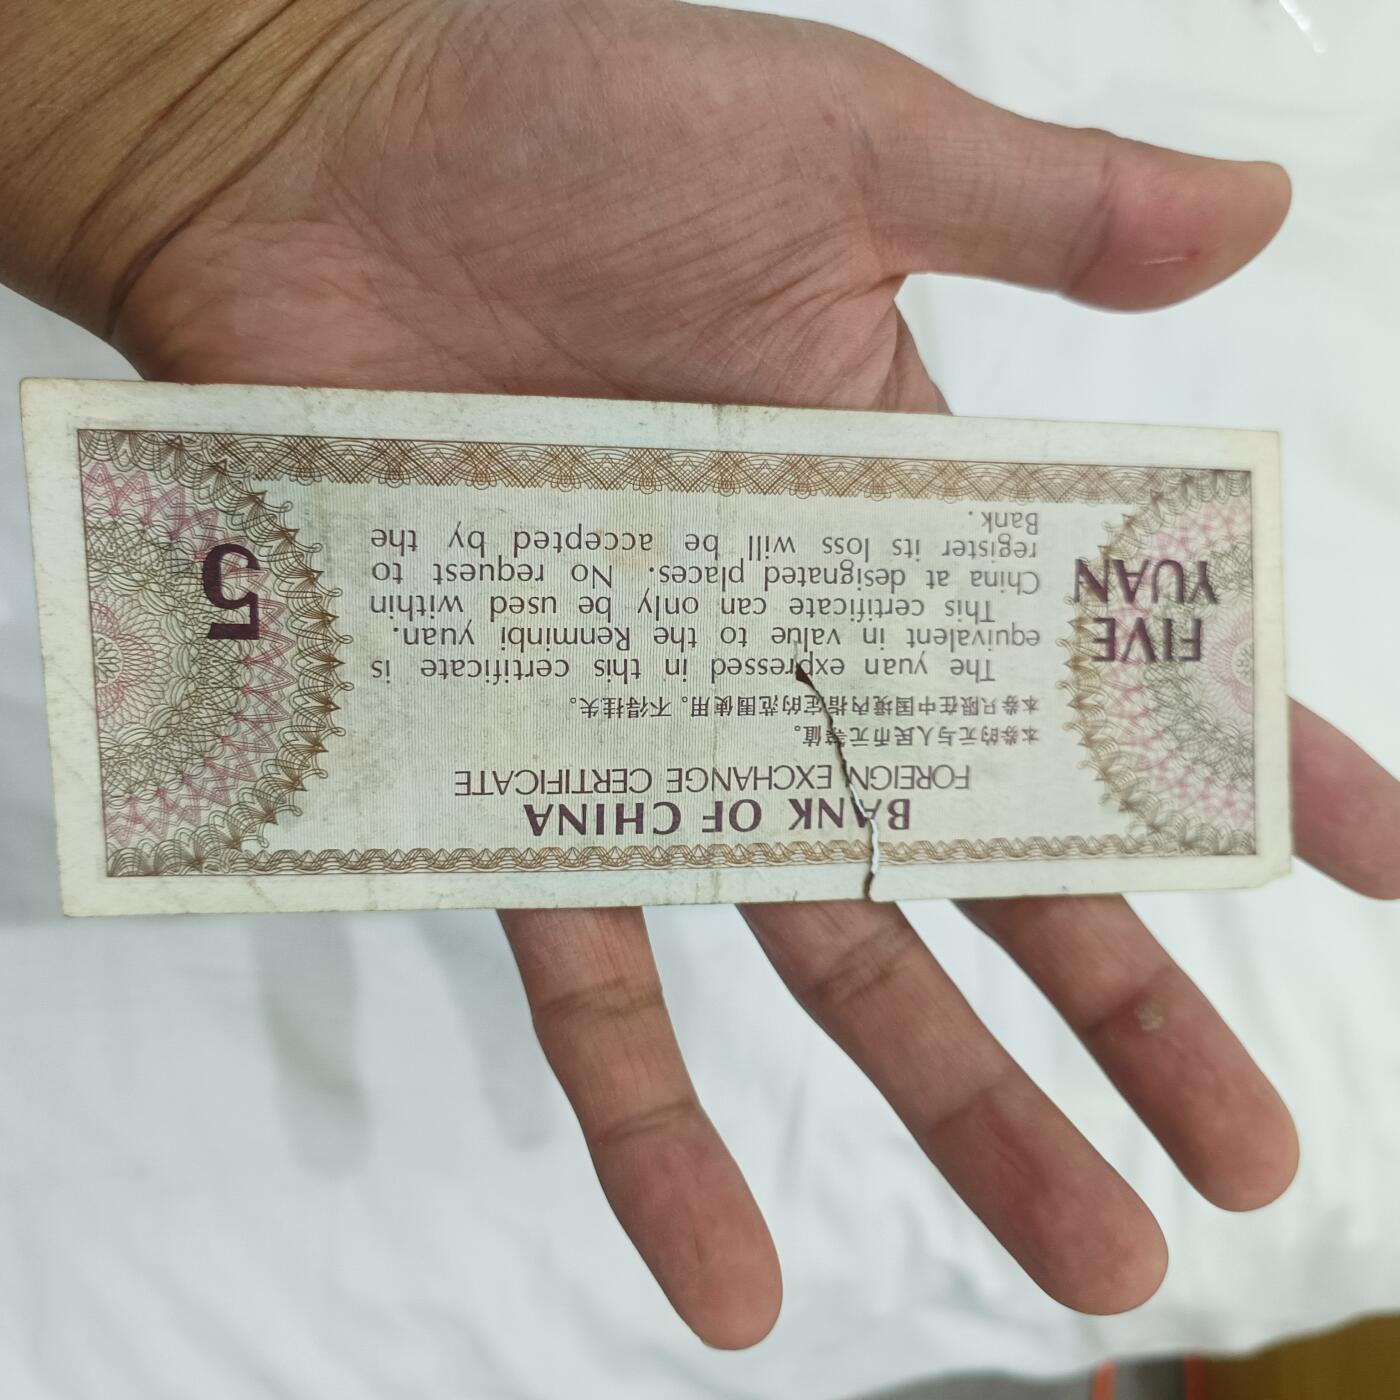 BANK OF CHINA
FOREIGN EXCHANGE CERTIFICATE
本券的元与人民币元等值。
本券只限在中国境内指定的范围使用。不得挂失。
The yuan expressed in this certificate is
equivalent in value to the Renminbi yuan.
This certificate can only be used within
China at designated places. No request to
register its loss will be accepted by the
Bank.
FIVE
YUAN
5